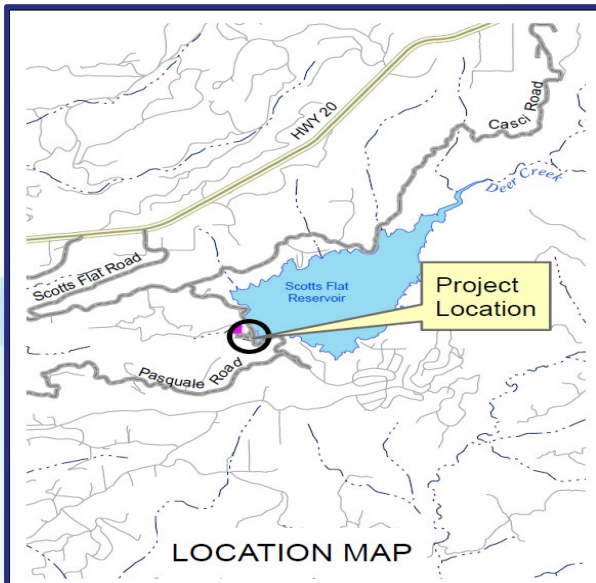 HWY 20
Casci Road
Deer Creek
Scotts Flat Road
Scotts Flat
Reservoir
Project
Location
Pasquale Road
LOCATION MAP